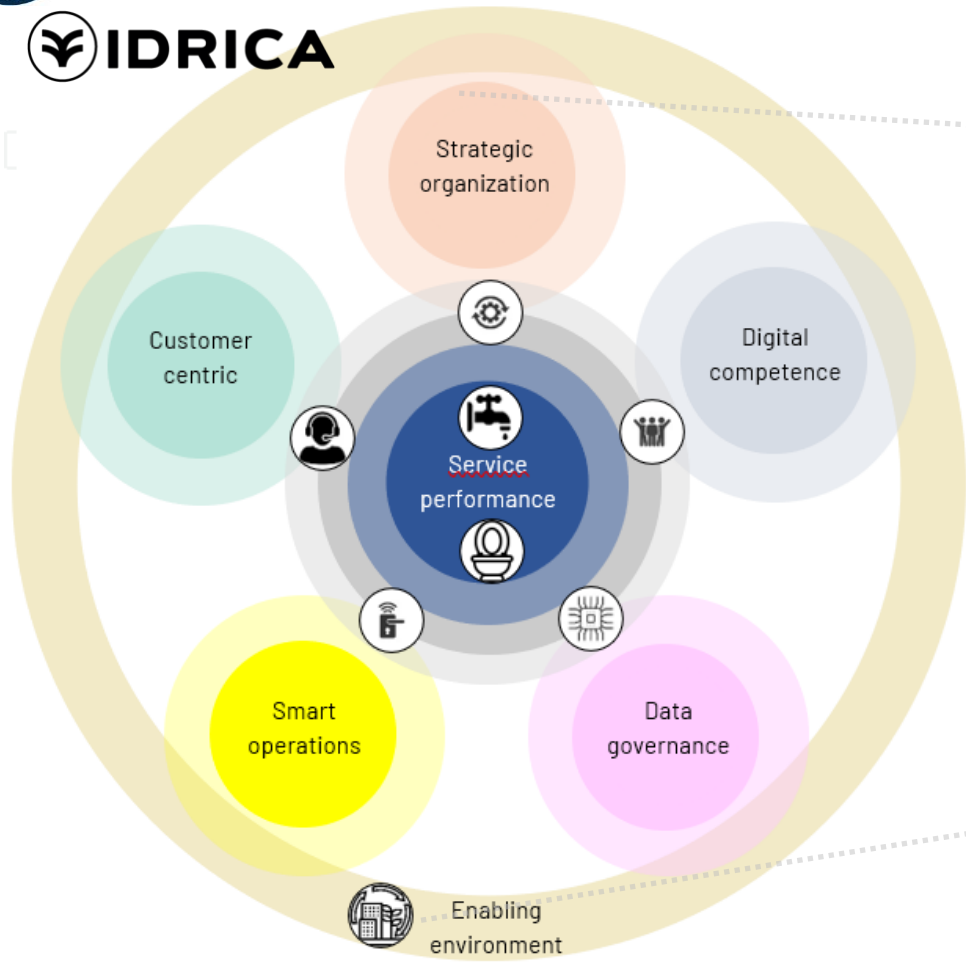 IDRICA
Strategic
organization
Customer
centric
Digital
competence
Service
performance
Smart
operations
Data
governance
Enabling
environment